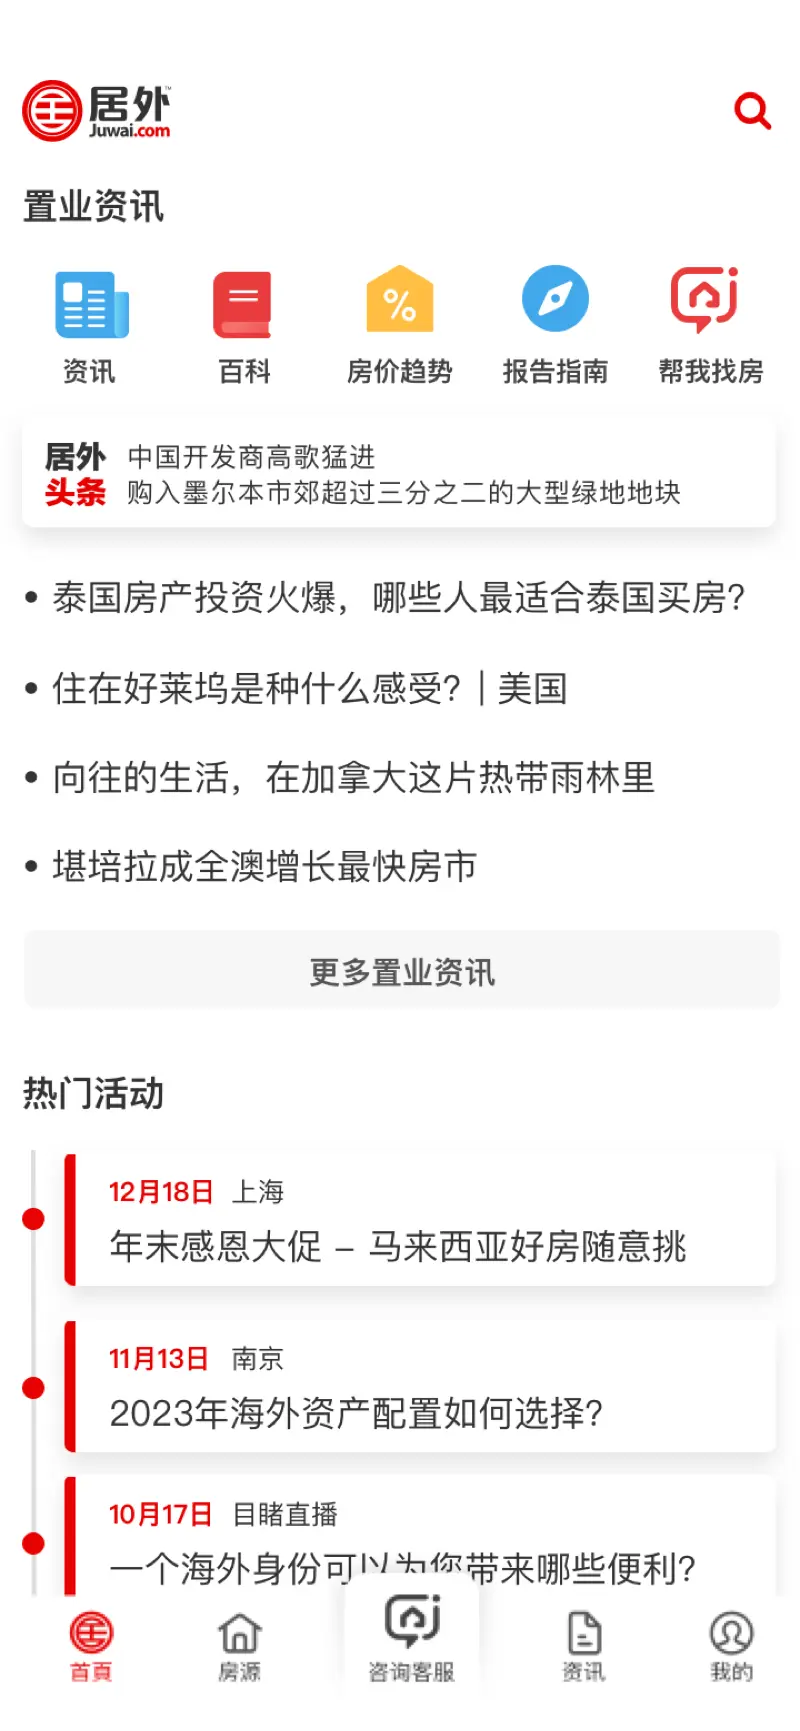 居外™
Juwai.com
置业资讯
资讯 百科 房价趋势 报告指南 帮我找房
居外 中国开发商高歌猛进
头条 购入墨尔本市郊超过三分之二的大型绿地地块
• 泰国房产投资火爆，哪些人最适合泰国买房？
• 住在好莱坞是种什么感受？| 美国
• 向往的生活，在加拿大这片热带雨林里
• 堪培拉成全澳增长最快房市
更多置业资讯
热门活动
12月18日 上海
年末感恩大促 – 马来西亚好房随意挑
11月13日 南京
2023年海外资产配置如何选择？
10月17日 目睹直播
一个海外身份可以为您带来哪些便利？
首頁 房源 咨询客服 资讯 我的